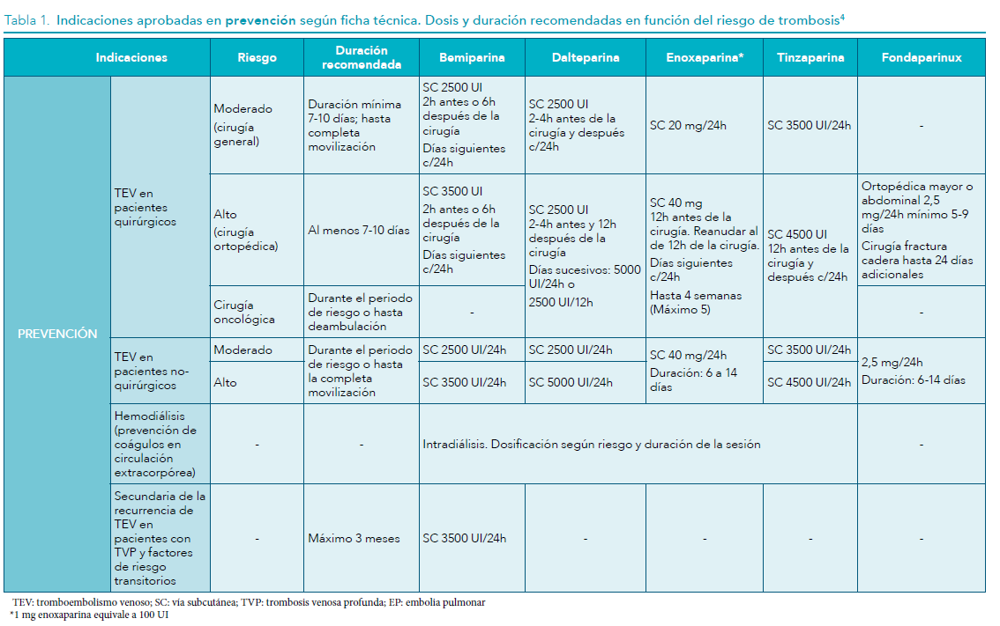 Tabla 1. Indicaciones aprobadas en prevención según ficha técnica. Dosis y duración recomendadas en función del riesgo de trombosis⁴
Indicaciones
Riesgo
Duración
recomendada
Bemiparina
Dalteparina
Enoxaparina*
Tinzaparina
Fondaparinux
PREVENCIÓN
TEV en
pacientes
quirúrgicos
Moderado
(cirugía
general)
Duración mínima
7-10 días; hasta
completa
movilización
SC 2500 UI
2h antes o 6h
después de la
cirugía
Días siguientes
c/24h
SC 2500 UI
2-4h antes de la
cirugía y después
c/24h
SC 20 mg/24h
SC 3500 UI/24h
-
Alto
(cirugía
ortopédica)
Al menos 7-10 días
SC 3500 UI
2h antes o 6h
después de la
cirugía
Días siguientes
c/24h
SC 2500 UI
2-4h antes y 12h
después de la
cirugía
Días sucesivos: 5000
UI/24h o
2500 UI/12h
SC 40 mg
12h antes de la
cirugía. Reanudar al
de 12h de la cirugía.
Días siguientes
c/24h
Hasta 4 semanas
(Máximo 5)
SC 4500 UI
12h antes de la
cirugía y
después c/24h
Ortopédica mayor o
abdominal 2,5
mg/24h mínimo 5-9
días
Cirugía fractura
cadera hasta 24 días
adicionales
Cirugía
oncológica
Durante el periodo
de riesgo o hasta
deambulación
-
-
TEV en
pacientes no-
quirúrgicos
Moderado
Durante el periodo
de riesgo o hasta
la completa
movilización
SC 2500 UI/24h
SC 2500 UI/24h
SC 40 mg/24h
Duración: 6 a 14
días
SC 3500 UI/24h
2,5 mg/24h
Duración: 6-14 días
Alto
SC 3500 UI/24h
SC 5000 UI/24h
SC 4500 UI/24h
Hemodiálisis
(prevención de
coágulos en
circulación
extracorpórea)
-
-
Intradiálisis. Dosificación según riesgo y duración de la sesión
-
Secundaria de la
recurrencia de
TEV en
pacientes con
TVP y factores
de riesgo
transitorios
-
Máximo 3 meses
SC 3500 UI/24h
-
-
-
-
TEV: tromboembolismo venoso; SC: vía subcutánea; TVP: trombosis venosa profunda; EP: embolia pulmonar
*1 mg enoxaparina equivale a 100 UI